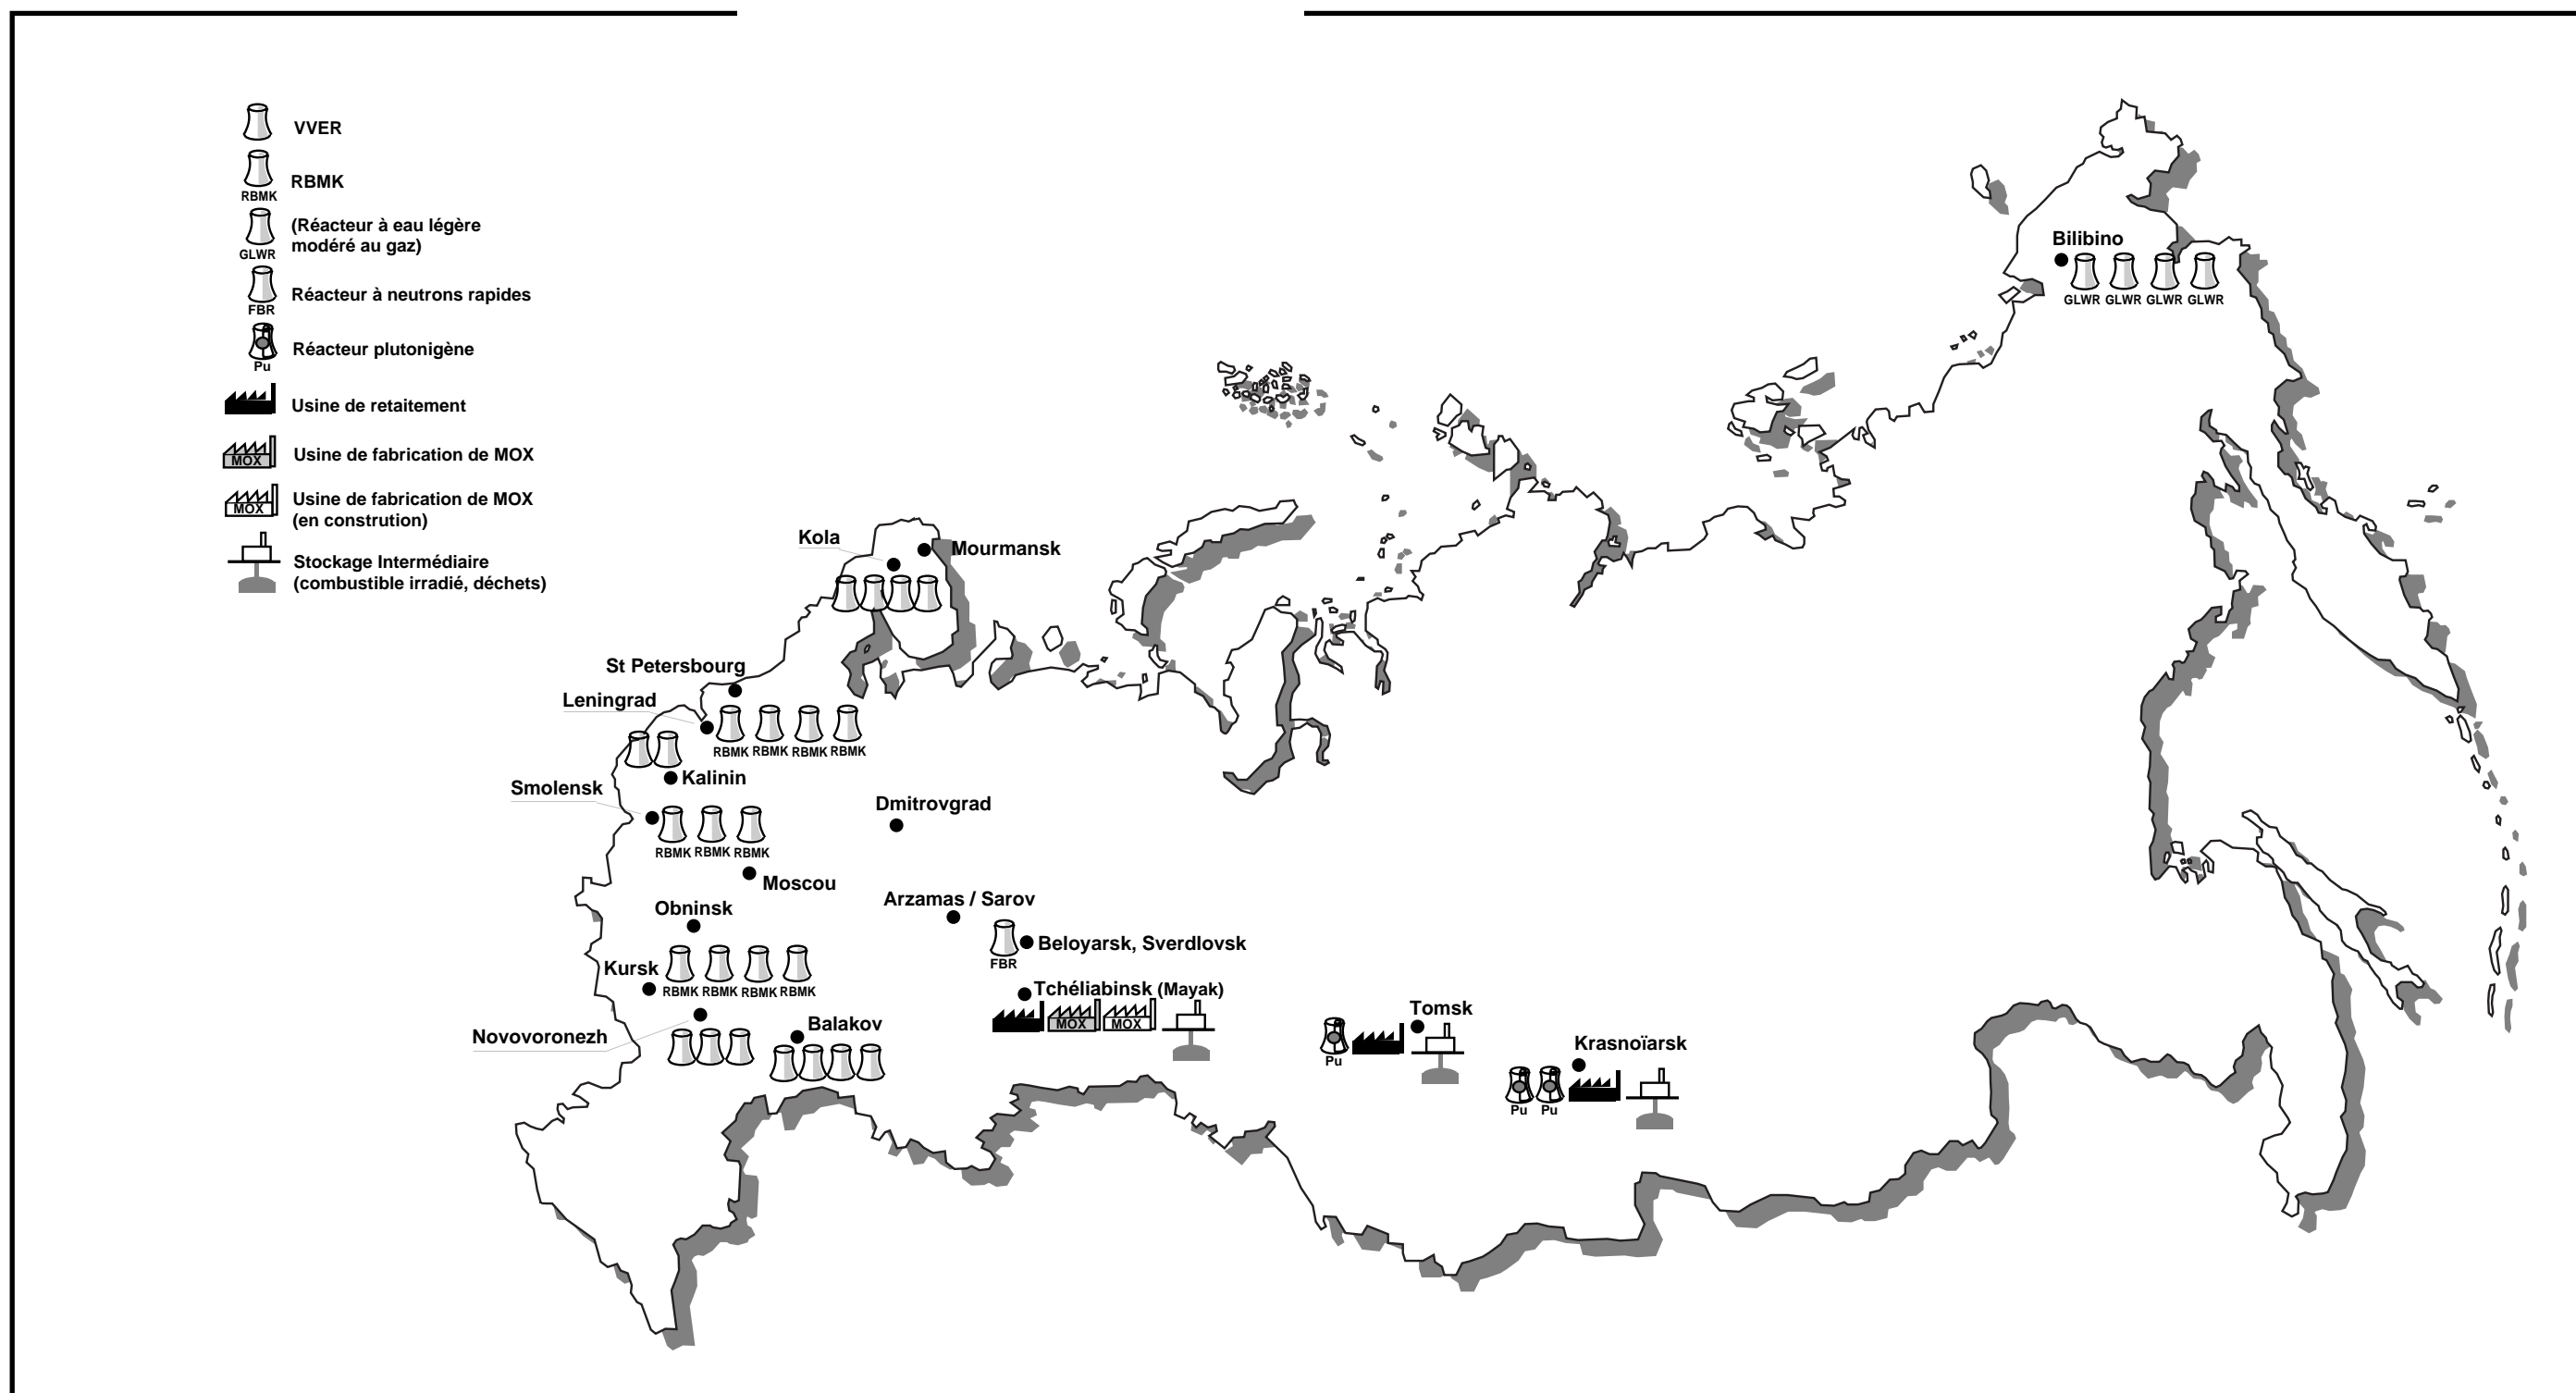 VVER
RBMK
RBMK
(Réacteur à eau légère
modéré au gaz)
GLWR
Réacteur à neutrons rapides
FBR
Réacteur plutonigène
Pu
Usine de retaitement
MOX
Usine de fabrication de MOX
MOX
Usine de fabrication de MOX
(en constrution)
Stockage Intermédiaire
(combustible irradié, déchets)
Bilibino
GLWR GLWR GLWR GLWR
Kola
Mourmansk
St Petersbourg
Leningrad
RBMK RBMK RBMK RBMK
Kalinin
Smolensk
RBMK RBMK RBMK
Dmitrovgrad
Moscou
Arzamas / Sarov
Obninsk
Beloyarsk, Sverdlovsk
FBR
Kursk
RBMK RBMK RBMK RBMK
Tchéliabinsk (Mayak)
MOX MOX
Novovoronezh
Balakov
Tomsk
Pu
Krasnoïarsk
Pu Pu